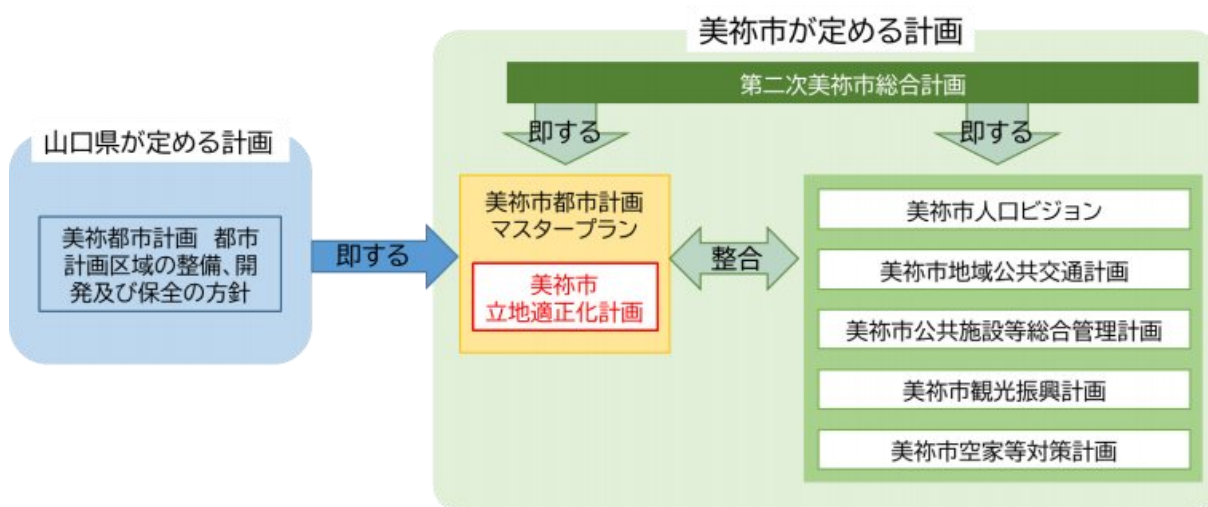 美祢市が定める計画
第二次美祢市総合計画
即する
即する
山口県が定める計画
美祢都市計画 都市
計画区域の整備、開
発及び保全の方針
即する
美祢市都市計画
マスタープラン
美祢市
立地適正化計画
整合
美祢市人口ビジョン
美祢市地域公共交通計画
美祢市公共施設等総合管理計画
美祢市観光振興計画
美祢市空家等対策計画